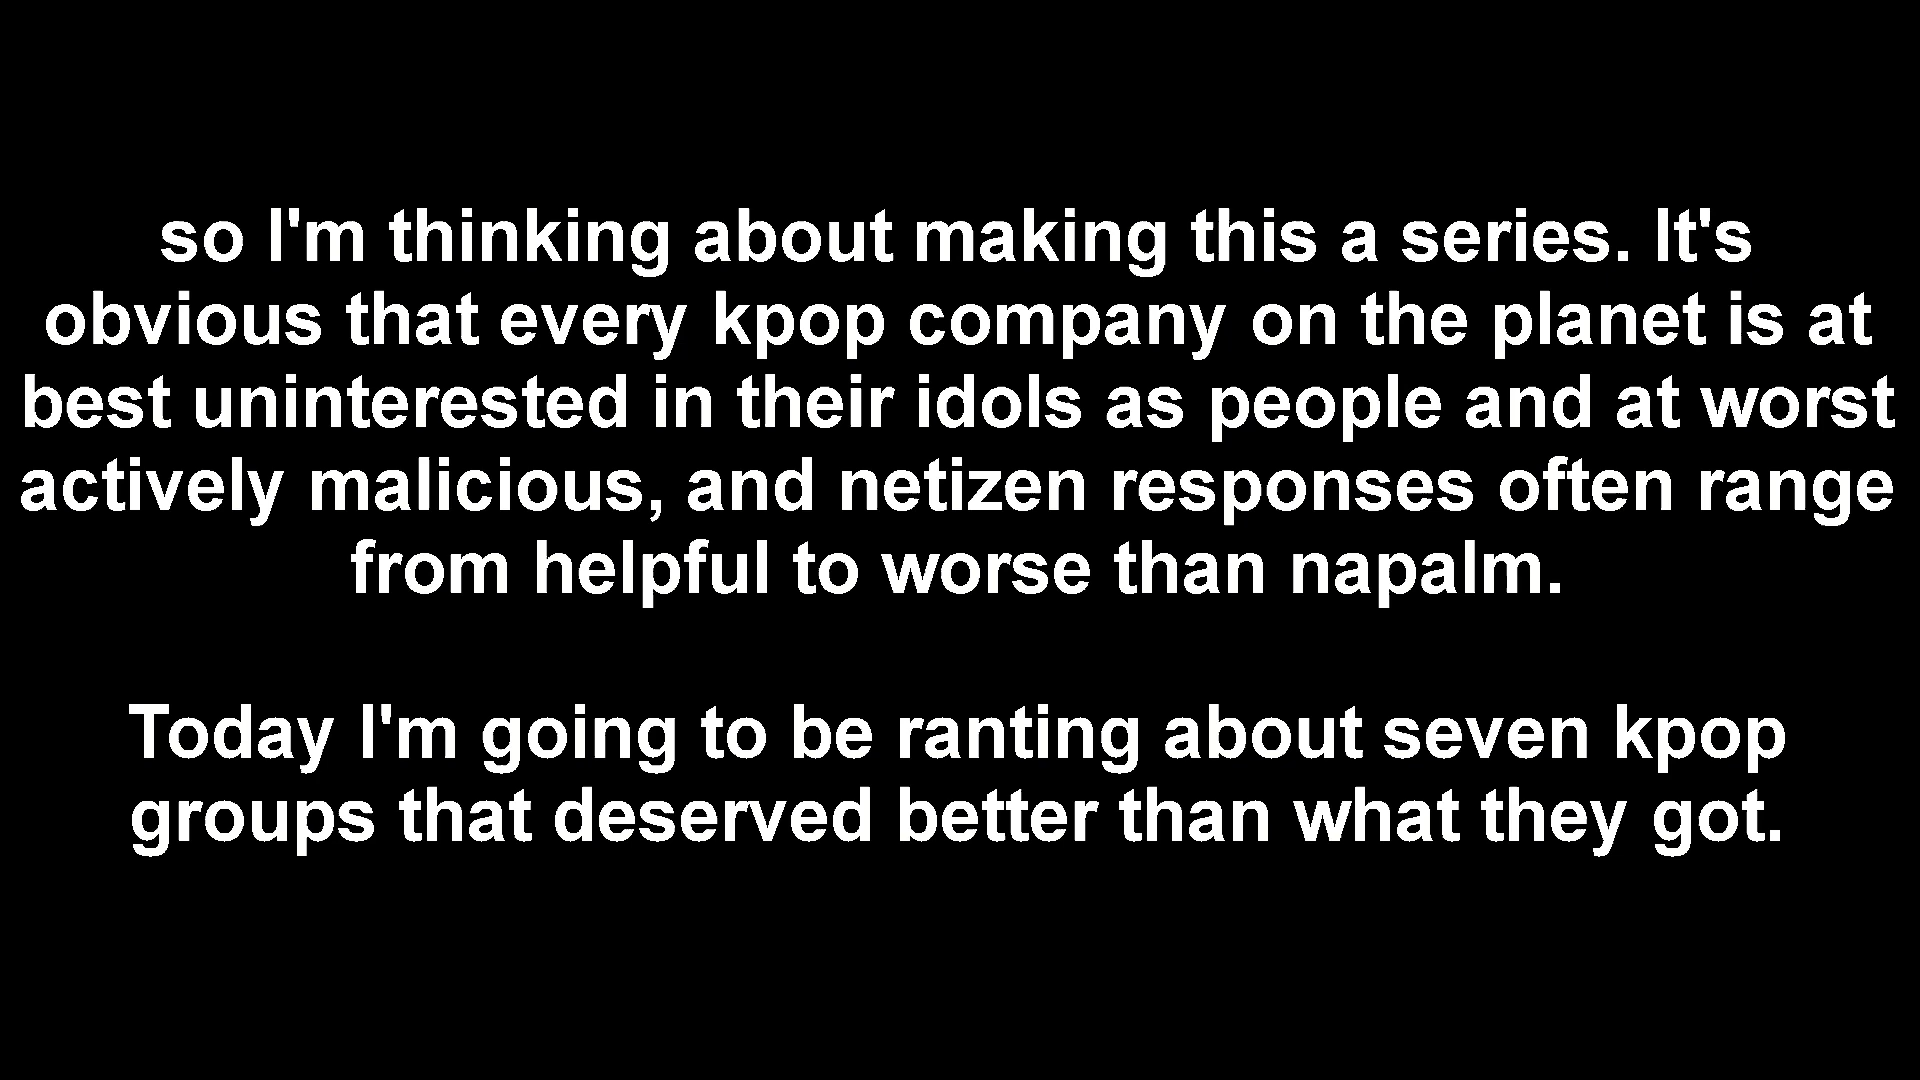 so I'm thinking about making this a series. It's
obvious that every kpop company on the planet is at
best uninterested in their idols as people and at worst
actively malicious, and netizen responses often range
from helpful to worse than napalm.
Today I'm going to be ranting about seven kpop
groups that deserved better than what they got.